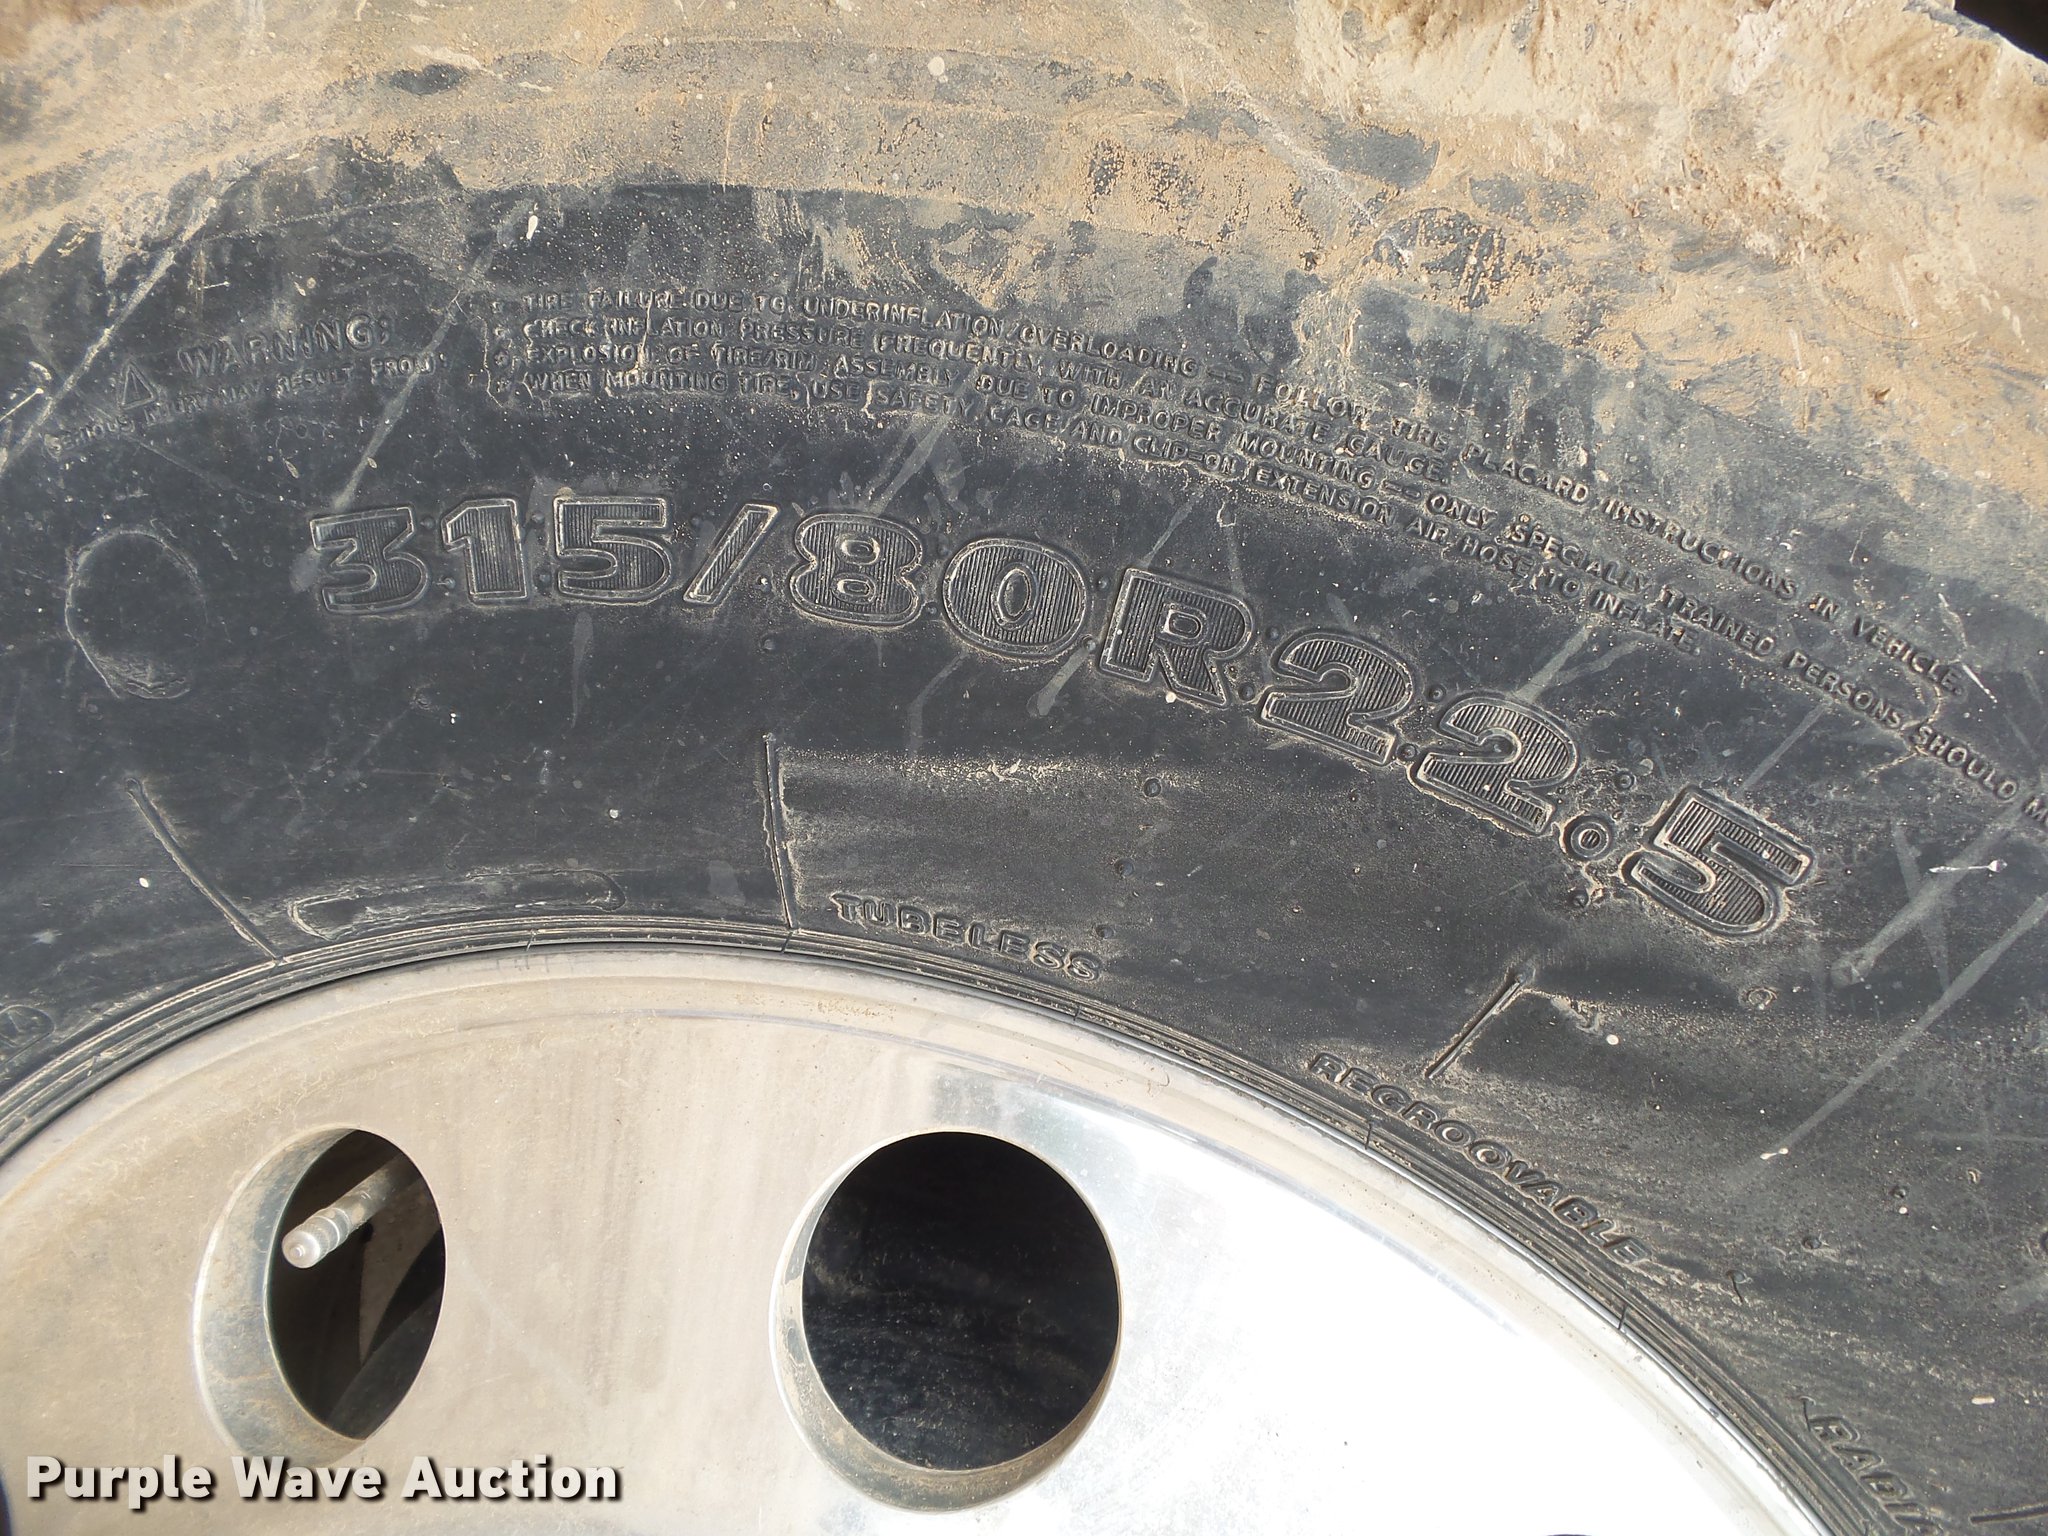 ⚠ WARNING:
SERIOUS INJURY MAY RESULT FROM:
• TIRE FAILURE DUE TO UNDERINFLATION/OVERLOADING — FOLLOW TIRE PLACARD INSTRUCTIONS IN VEHICLE.
• CHECK INFLATION PRESSURE FREQUENTLY WITH AN ACCURATE GAUGE.
• EXPLOSION OF TIRE/RIM ASSEMBLY DUE TO IMPROPER MOUNTING — ONLY SPECIALLY TRAINED PERSONS SHOULD
• WHEN MOUNTING TIRE, USE SAFETY CAGE AND CLIP-ON EXTENSION AIR HOSE TO INFLATE.
315/80R22.5
TUBELESS
REGROOVABLE
RADI
Purple Wave Auction